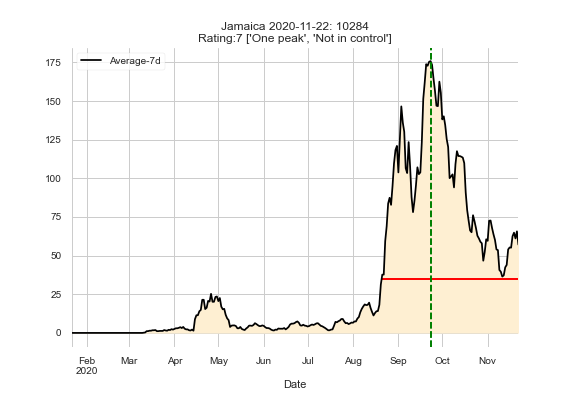 Jamaica 2020-11-22: 10284
Rating:7 ['One peak', 'Not in control']
Average-7d
175
150
125
100
75
50
25
0
Feb Mar Apr May Jun Jul Aug Sep Oct Nov
2020
Date